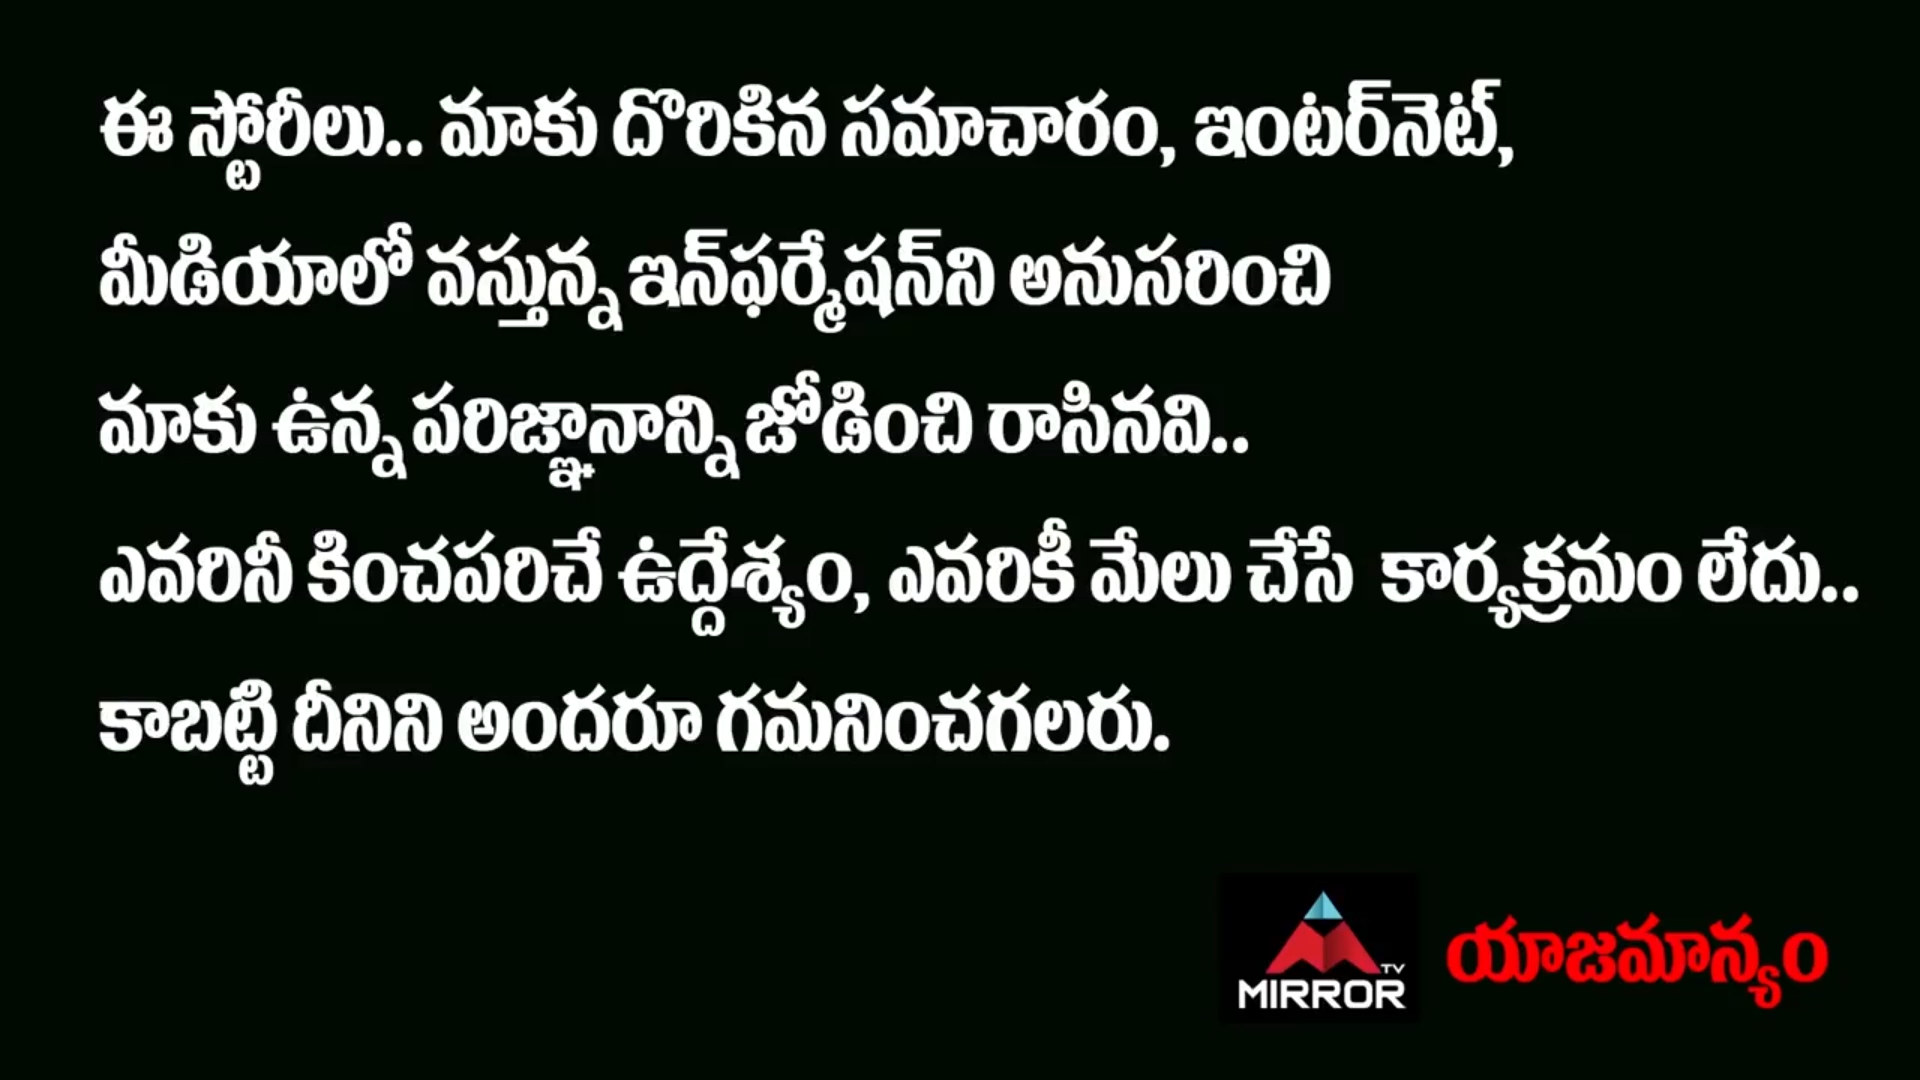 ఈ స్టోరీలు.. మాకు దొరికిన సమాచారం, ఇంటర్‌నెట్,
మీడియాలో వస్తున్న ఇన్‌ఫర్మేషన్‌ని అనుసరించి
మాకు ఉన్న పరిజ్ఞానాన్ని జోడించి రాసినవి..
ఎవరినీ కించపరిచే ఉద్దేశ్యం, ఎవరికీ మేలు చేసే కార్యక్రమం లేదు..
కాబట్టి దీనిని అందరూ గమనించగలరు.
TV
MIRROR
యాజమాన్యం